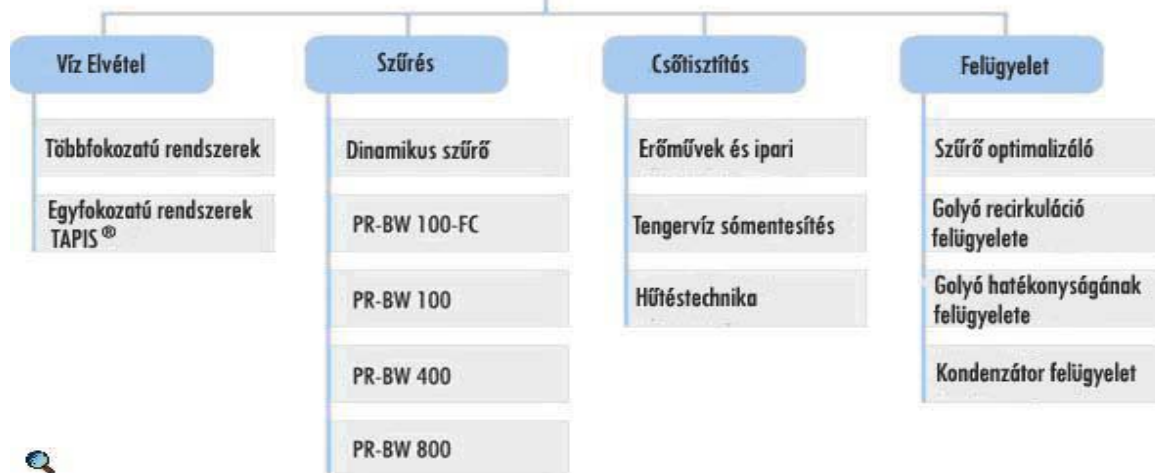 Víz Elvétel
Többfokozatú rendszerek
Egyfokozatú rendszerek
TAPIS ®
Szűrés
Dinamikus szűrő
PR-BW 100-FC
PR-BW 100
PR-BW 400
PR-BW 800
Csőtisztítás
Erőművek és ipari
Tengervíz sómentesítés
Hűtéstechnika
Felügyelet
Szűrő optimalizáló
Golyó recirkuláció
felügyelete
Golyó hatékonyságának
felügyelete
Kondenzátor felügyelet